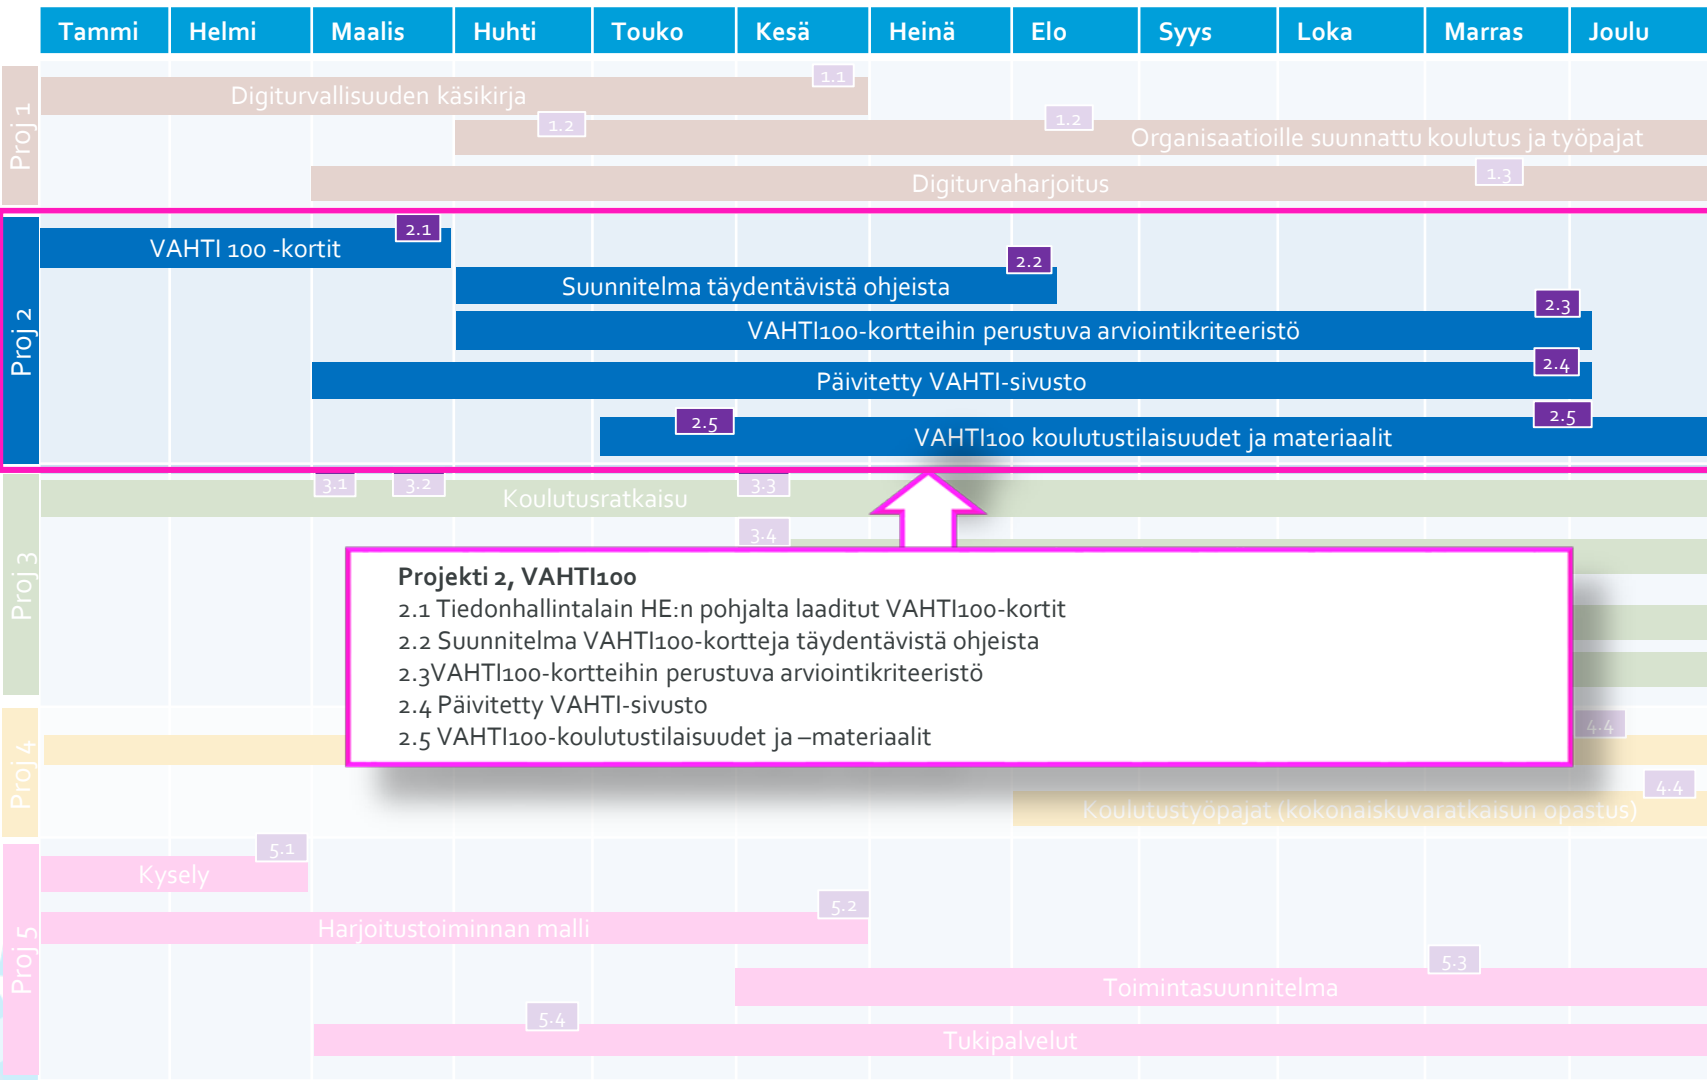 Tammi Helmi Maalis Huhti Touko Kesä Heinä Elo Syys Loka Marras Joulu
Proj 1
1.1
Digiturvallisuuden käsikirja
1.2
1.2
Organisaatioille suunnattu koulutus ja työpajat
1.3
Digiturvaharjoitus
Proj 2
2.1
VAHTI 100 -kortit
2.2
Suunnitelma täydentävistä ohjeista
2.3
VAHTI100-kortteihin perustuva arviointikriteeristö
2.4
Päivitetty VAHTI-sivusto
2.5
2.5
VAHTI100 koulutustilaisuudet ja materiaalit
Proj 3
3.1
3.2
3.3
Koulutusratkaisu
3.4
Projekti 2, VAHTI100
2.1 Tiedonhallintalain HE:n pohjalta laaditut VAHTI100-kortit
2.2 Suunnitelma VAHTI100-kortteja täydentävistä ohjeista
2.3VAHTI100-kortteihin perustuva arviointikriteeristö
2.4 Päivitetty VAHTI-sivusto
2.5 VAHTI100-koulutustilaisuudet ja –materiaalit
Proj 4
4.4
4.4
Koulutustyöpajat (kokonaiskuvaratkaisun opastus)
Proj 5
5.1
Kysely
5.2
Harjoitustoiminnan malli
5.3
Toimintasuunnitelma
5.4
Tukipalvelut